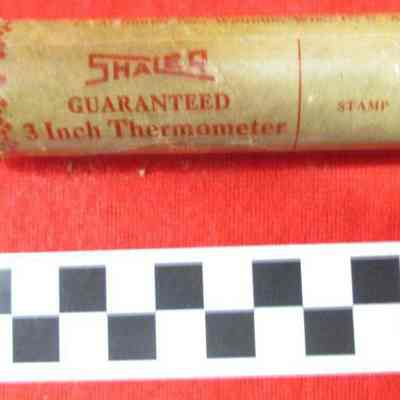 SHALER
GUARANTEED
3 Inch Thermometer
STAMP